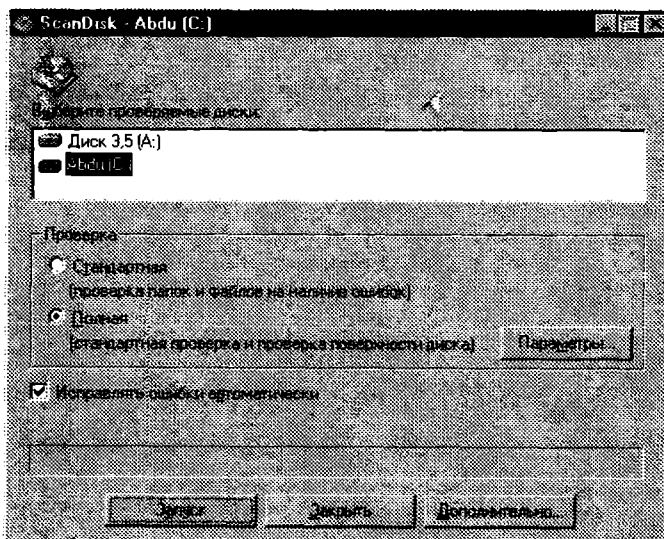 ScanDisk - Abdu (C:)
Выберите проверяемые диски:
Диск 3,5 (A:)
Abdu (C:)
Проверка
Стандартная
(проверка папок и файлов на наличие ошибок)
Полная
(стандартная проверка и проверка поверхности диска)
Параметры...
Исправлять ошибки автоматически
Запуск
Закрыть
Дополнительно...